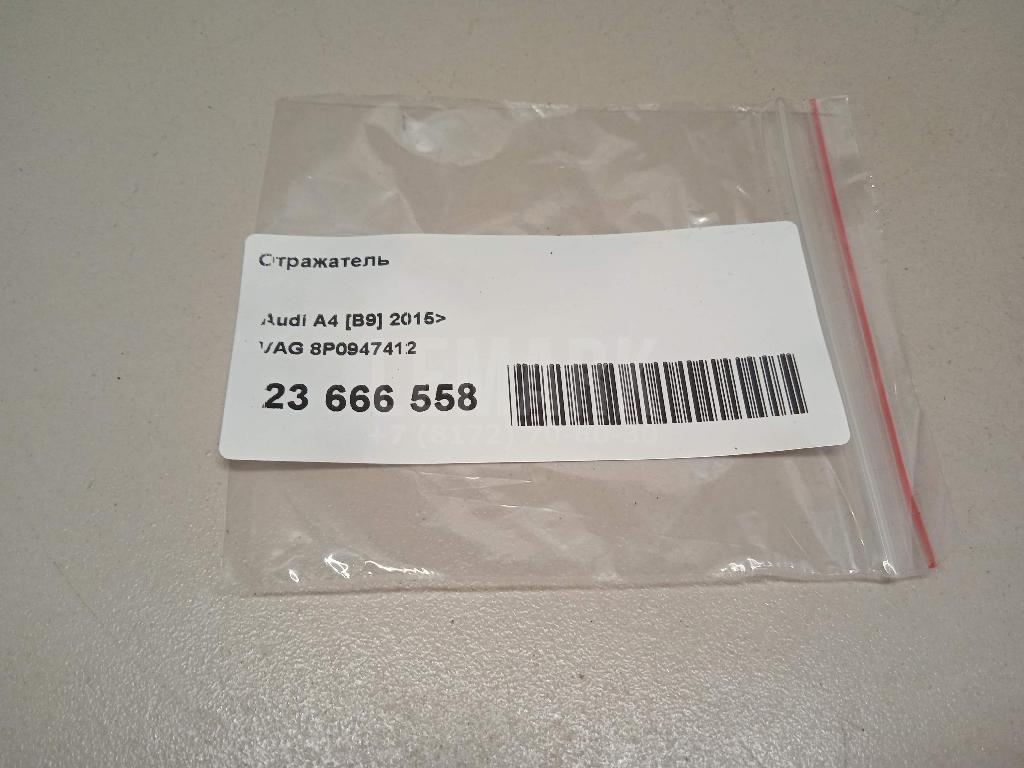 Отражатель
Audi A4 [B9] 2015>
VAG 8P0947412
23 666 558